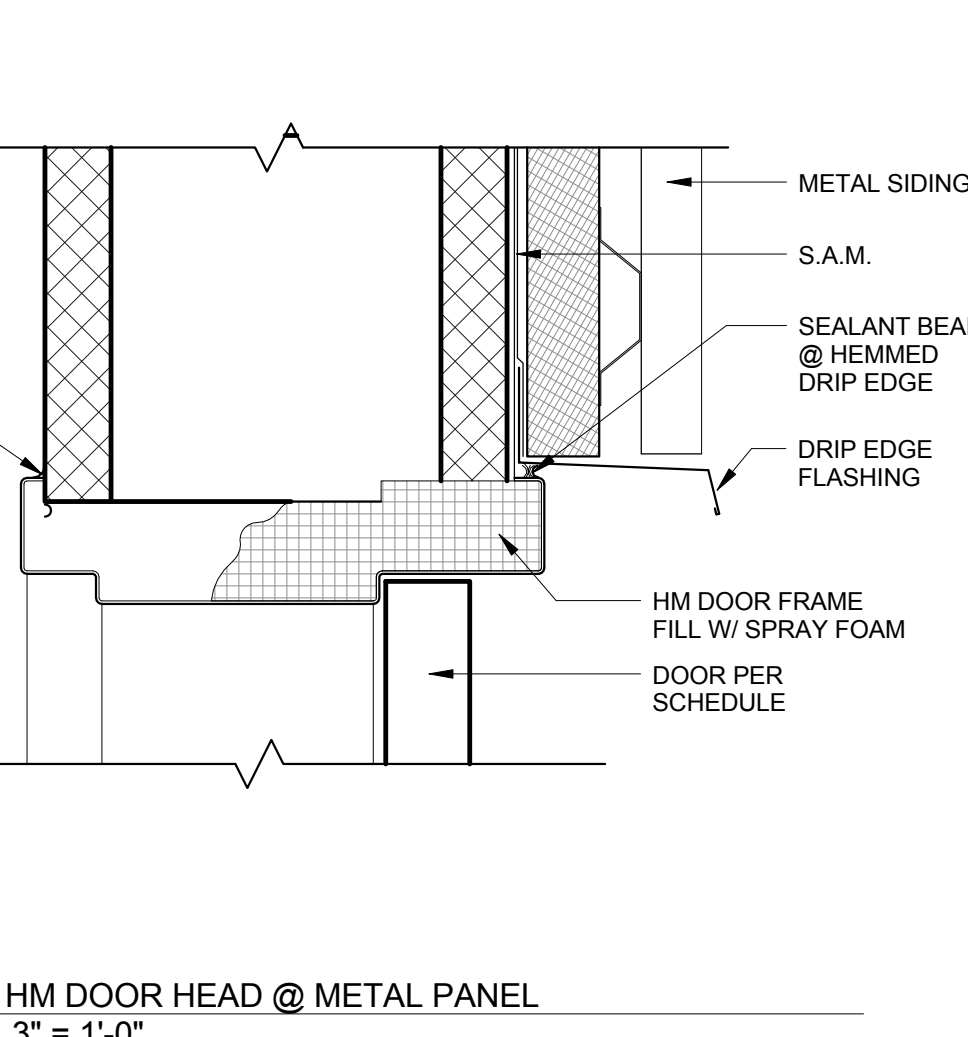 METAL SIDING
S.A.M.
SEALANT
@ HEMMED
DRIP EDGE
DRIP EDGE
FLASHING
HM DOOR FRAME
FILL W/ SPRAY FOAM
DOOR PER
SCHEDULE
HM DOOR HEAD @ METAL PANEL
3" = 1'-0"